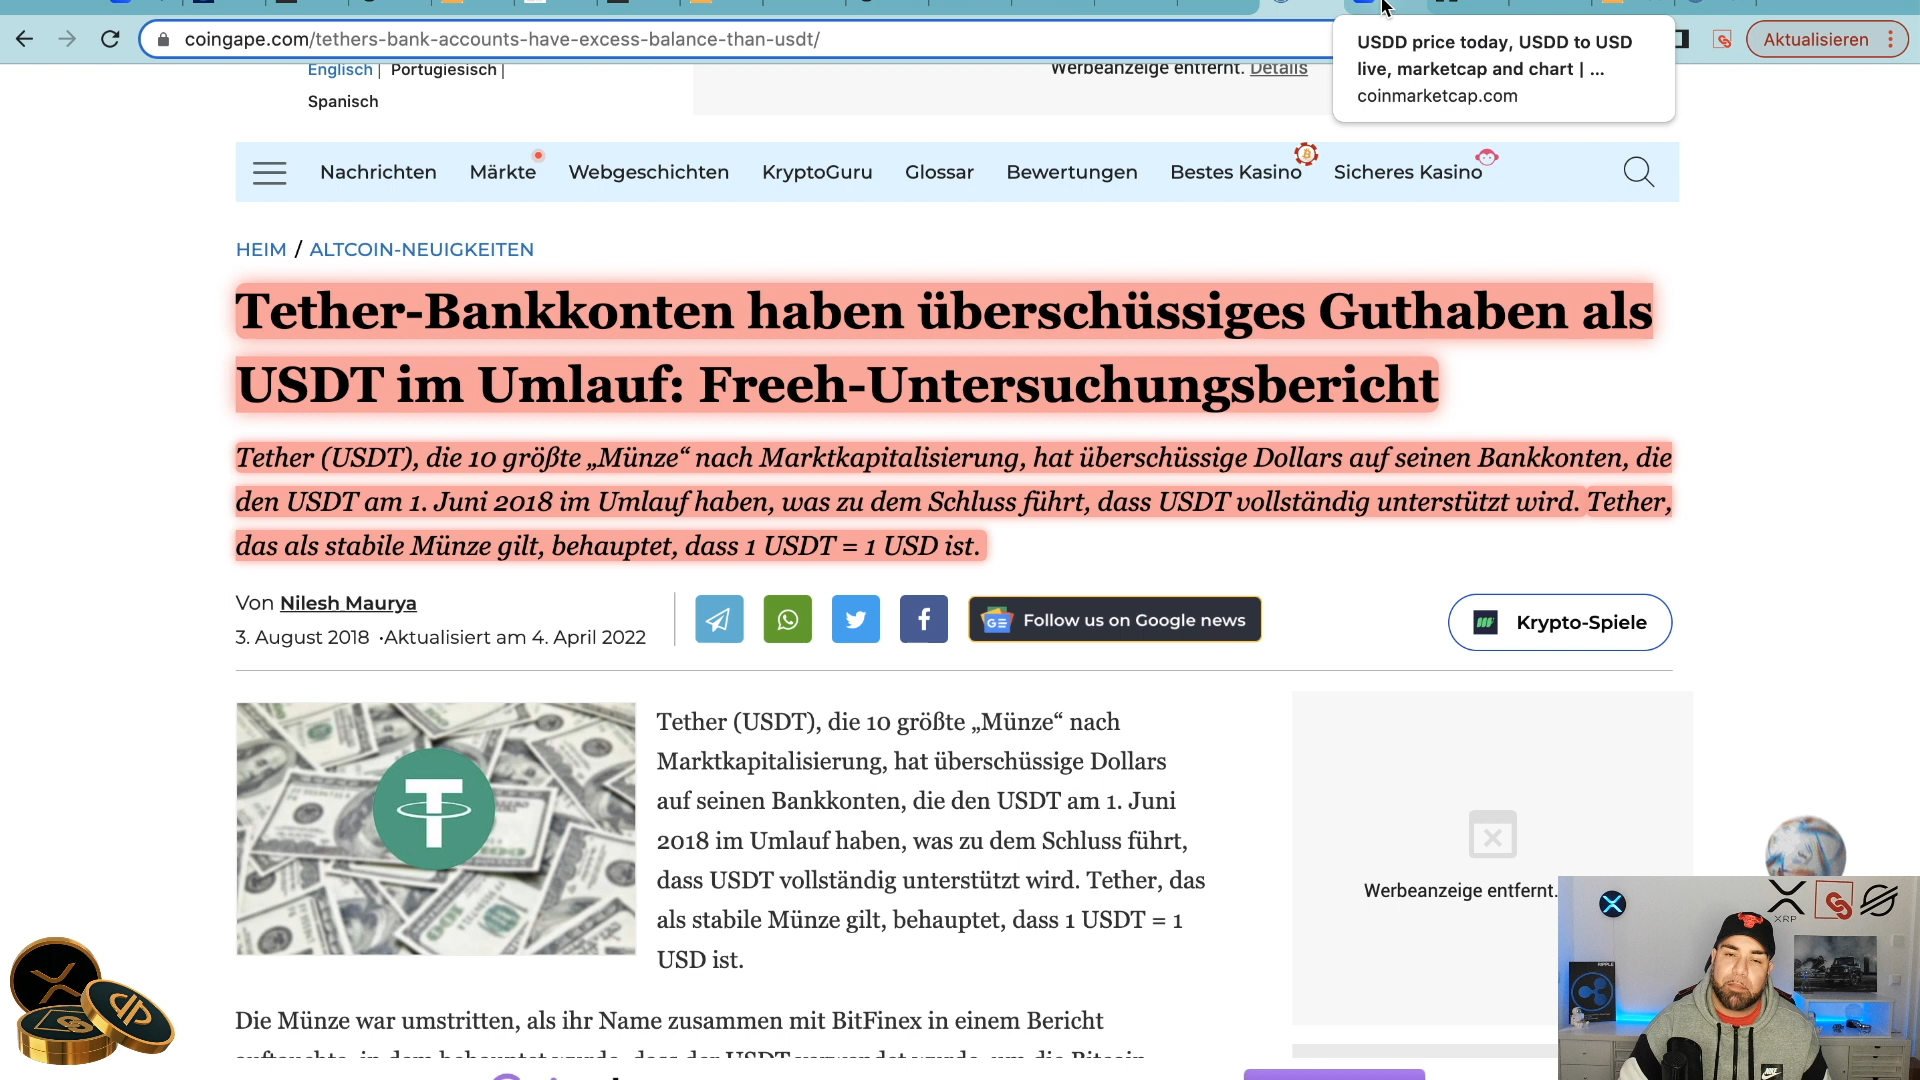 coingape.com/tethers-bank-accounts-have-excess-balance-than-usdt/
Aktualisieren
USDD price today, USDD to USD
live, marketcap and chart | ...
coinmarketcap.com
Englisch | Portugiesisch |
Spanisch
Werbeanzeige entfernt. Details
Nachrichten Märkte Webgeschichten KryptoGuru Glossar Bewertungen Bestes Kasino Sicheres Kasino
HEIM / ALTCOIN-NEUIGKEITEN
Tether-Bankkonten haben überschüssiges Guthaben als
USDT im Umlauf: Freeh-Untersuchungsbericht
Tether (USDT), die 10 größte „Münze“ nach Marktkapitalisierung, hat überschüssige Dollars auf seinen Bankkonten, die
den USDT am 1. Juni 2018 im Umlauf haben, was zu dem Schluss führt, dass USDT vollständig unterstützt wird. Tether,
das als stabile Münze gilt, behauptet, dass 1 USDT = 1 USD ist.
Von Nilesh Maurya
3. August 2018 •Aktualisiert am 4. April 2022
Follow us on Google news
Krypto-Spiele
Tether (USDT), die 10 größte „Münze“ nach
Marktkapitalisierung, hat überschüssige Dollars
auf seinen Bankkonten, die den USDT am 1. Juni
2018 im Umlauf haben, was zu dem Schluss führt,
dass USDT vollständig unterstützt wird. Tether, das
als stabile Münze gilt, behauptet, dass 1 USDT = 1
USD ist.
Werbeanzeige entfernt.
XRP
RIPPLE
Die Münze war umstritten, als ihr Name zusammen mit BitFinex in einem Bericht